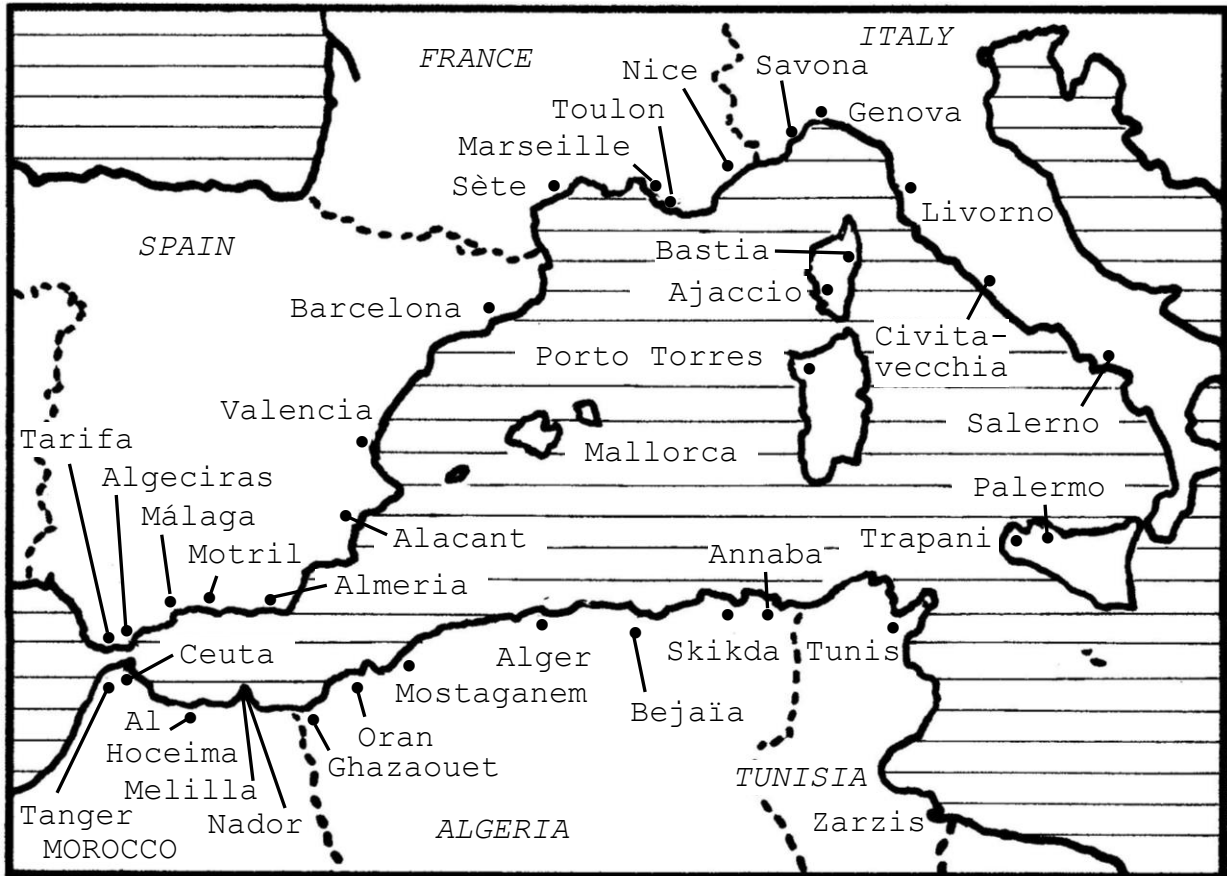 FRANCE
ITALY
Nice
Savona
Toulon
Genova
Marseille
Sète
Livorno
SPAIN
Bastia
Ajaccio
Barcelona
Civita-
vecchia
Porto Torres
Valencia
Salerno
Tarifa
Mallorca
Algeciras
Palermo
Málaga
Alacant
Trapani
Motril
Annaba
Almeria
Ceuta
Alger
Skikda
Tunis
Mostaganem
Bejaïa
Al
Hoceima
Oran
Ghazaouet
Melilla
TUNISIA
Tanger
Nador
Zarzis
ALGERIA
MOROCCO